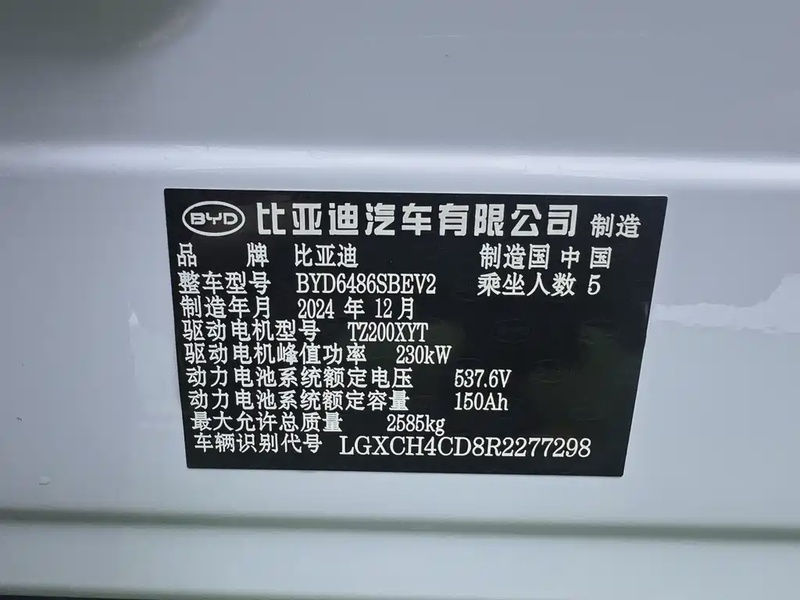 BYD 比亚迪汽车有限公司 制造
品 牌 比亚迪 制造国 中国
整车型号 BYD6486SBEV2 乘坐人数 5
制造年月 2024 年 12 月
驱动电机型号 TZ200XYT
驱动电机峰值功率 230kW
动力电池系统额定电压 537.6V
动力电池系统额定容量 150Ah
最大允许总质量 2585kg
车辆识别代号 LGXCH4CD8R2277298